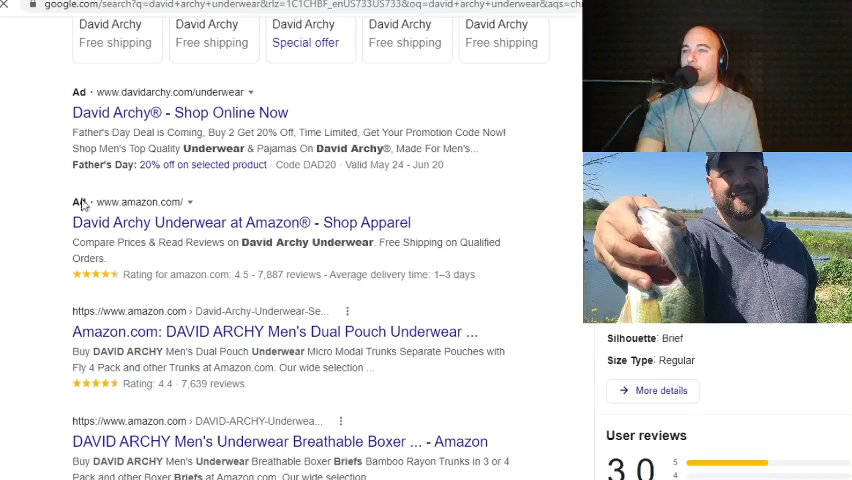 google.com/search?q=david+archy+underwear&rlz=1C1CHBF_enUS733US733&oq=david+archy+underwear&aqs=ch
David Archy David Archy David Archy David Archy David Archy
Free shipping Free shipping Special offer Free shipping Free shipping
Ad · www.davidarchy.com/underwear
David Archy® - Shop Online Now
Father's Day Deal is Coming, Buy 2 Get 20% Off, Time Limited, Get Your Promotion Code Now!
Shop Men's Top Quality Underwear & Pajamas On David Archy®, Made For Men's...
Father's Day: 20% off on selected product · Code DAD20 · Valid May 24 - Jun 20
Ad · www.amazon.com/
David Archy Underwear at Amazon® - Shop Apparel
Compare Prices & Read Reviews on David Archy Underwear. Free Shipping on Qualified
Orders.
Rating for amazon.com: 4.5 - 7,887 reviews - Average delivery time: 1–3 days
https://www.amazon.com › David-Archy-Underwear-Se...
Amazon.com: DAVID ARCHY Men's Dual Pouch Underwear ...
Buy DAVID ARCHY Men's Dual Pouch Underwear Micro Modal Trunks Separate Pouches with
Fly 4 Pack and other Trunks at Amazon.com. Our wide selection ...
Rating: 4.4 · 7,639 reviews
https://www.amazon.com › DAVID-ARCHY-Underwea...
DAVID ARCHY Men's Underwear Breathable Boxer ... - Amazon
Buy DAVID ARCHY Men's Underwear Breathable Boxer Briefs Bamboo Rayon Trunks in 3 or 4
Pack and other Boxer Briefs at Amazon.com. Our wide selection
Silhouette: Brief
Size Type: Regular
More details
User reviews
3.0
5
4